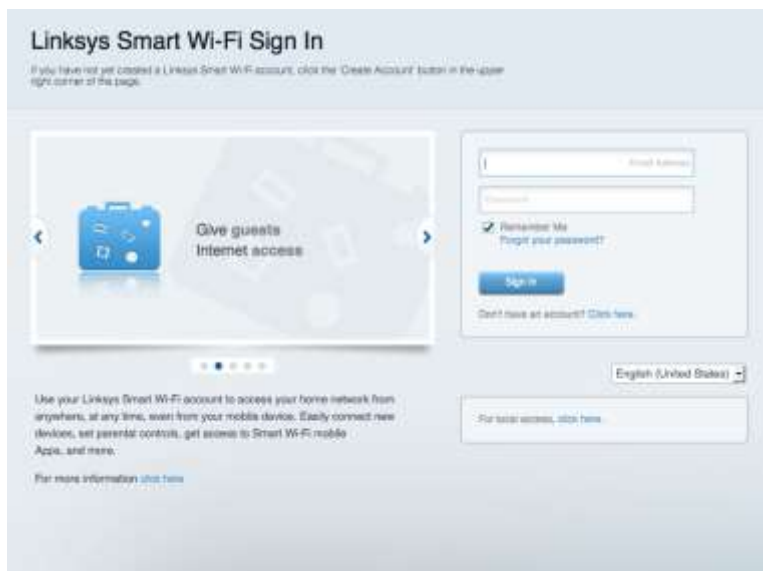 Linksys Smart Wi-Fi Sign In
If you have not yet created a Linksys Smart Wi-Fi account, click the 'Create Account' button in the upper
right corner of the page.
Give guests
Internet access
Email Address
Password
Remember Me
Forgot your password?
Sign In
Don't have an account? Click here.
English (United States)
Use your Linksys Smart Wi-Fi account to access your home network from
anywhere, at any time, even from your mobile device. Easily connect new
devices, set parental controls, get access to Smart Wi-Fi mobile
Apps, and more.
For more information click here
For local access, click here.